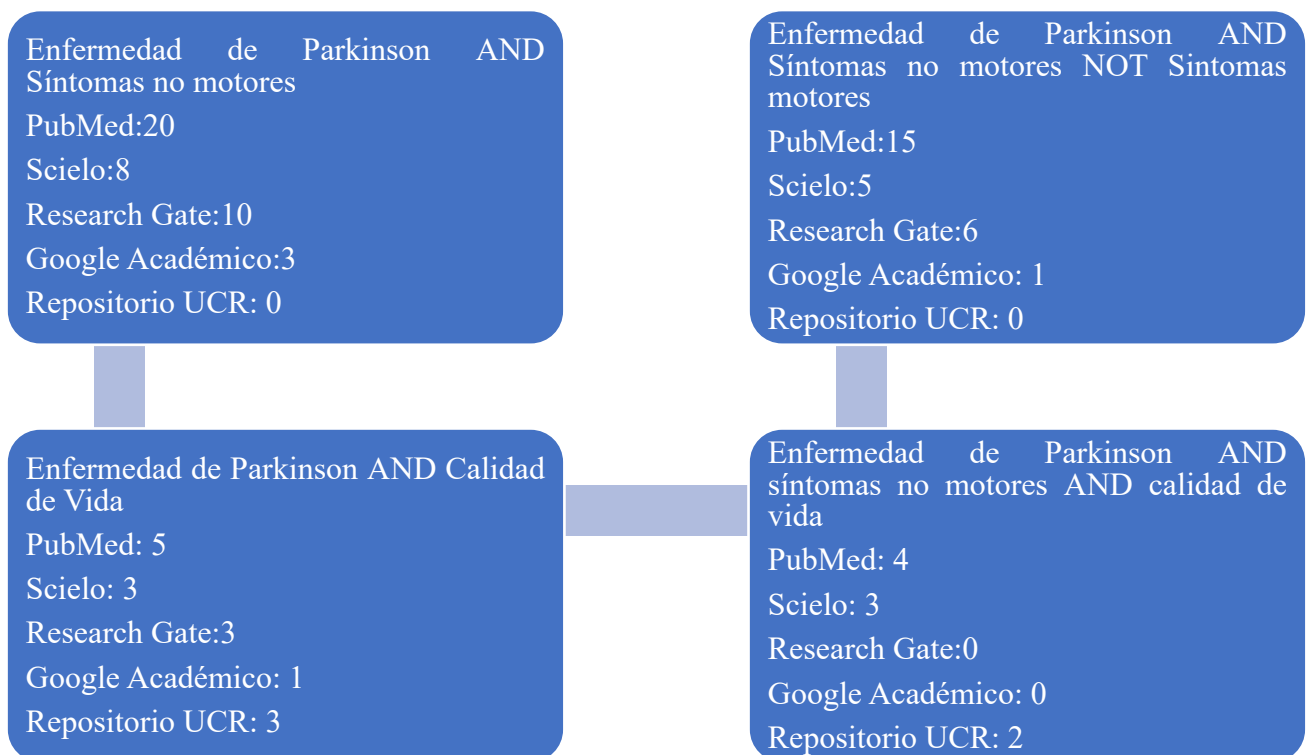 Enfermedad de Parkinson AND
Síntomas no motores
PubMed:20
Scielo:8
Research Gate:10
Google Académico:3
Repositorio UCR: 0
Enfermedad de Parkinson AND Calidad
de Vida
PubMed: 5
Scielo: 3
Research Gate:3
Google Académico: 1
Repositorio UCR: 3
Enfermedad de Parkinson AND
síntomas no motores AND calidad de
vida
PubMed: 4
Scielo: 3
Research Gate:0
Google Académico: 0
Repositorio UCR: 2
Enfermedad de Parkinson AND
Síntomas no motores NOT Sintomas
motores
PubMed:15
Scielo:5
Research Gate:6
Google Académico: 1
Repositorio UCR: 0